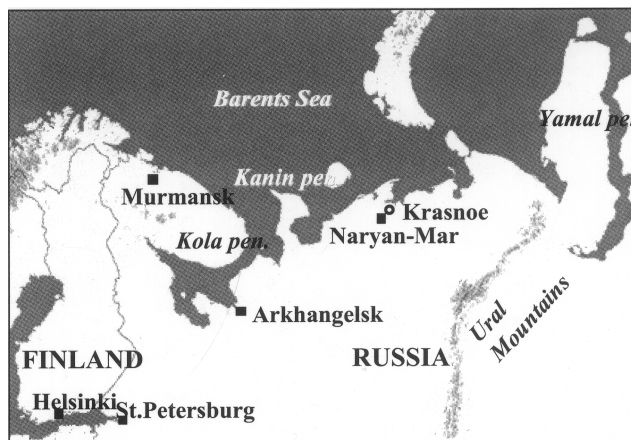 Barents Sea
Yamal pe
Kanin pen.
Murmansk
Krasnoe
Naryan-Mar
Kola pen.
Arkhangelsk
Ural
Mountains
FINLAND
RUSSIA
Helsinki
St.Petersburg